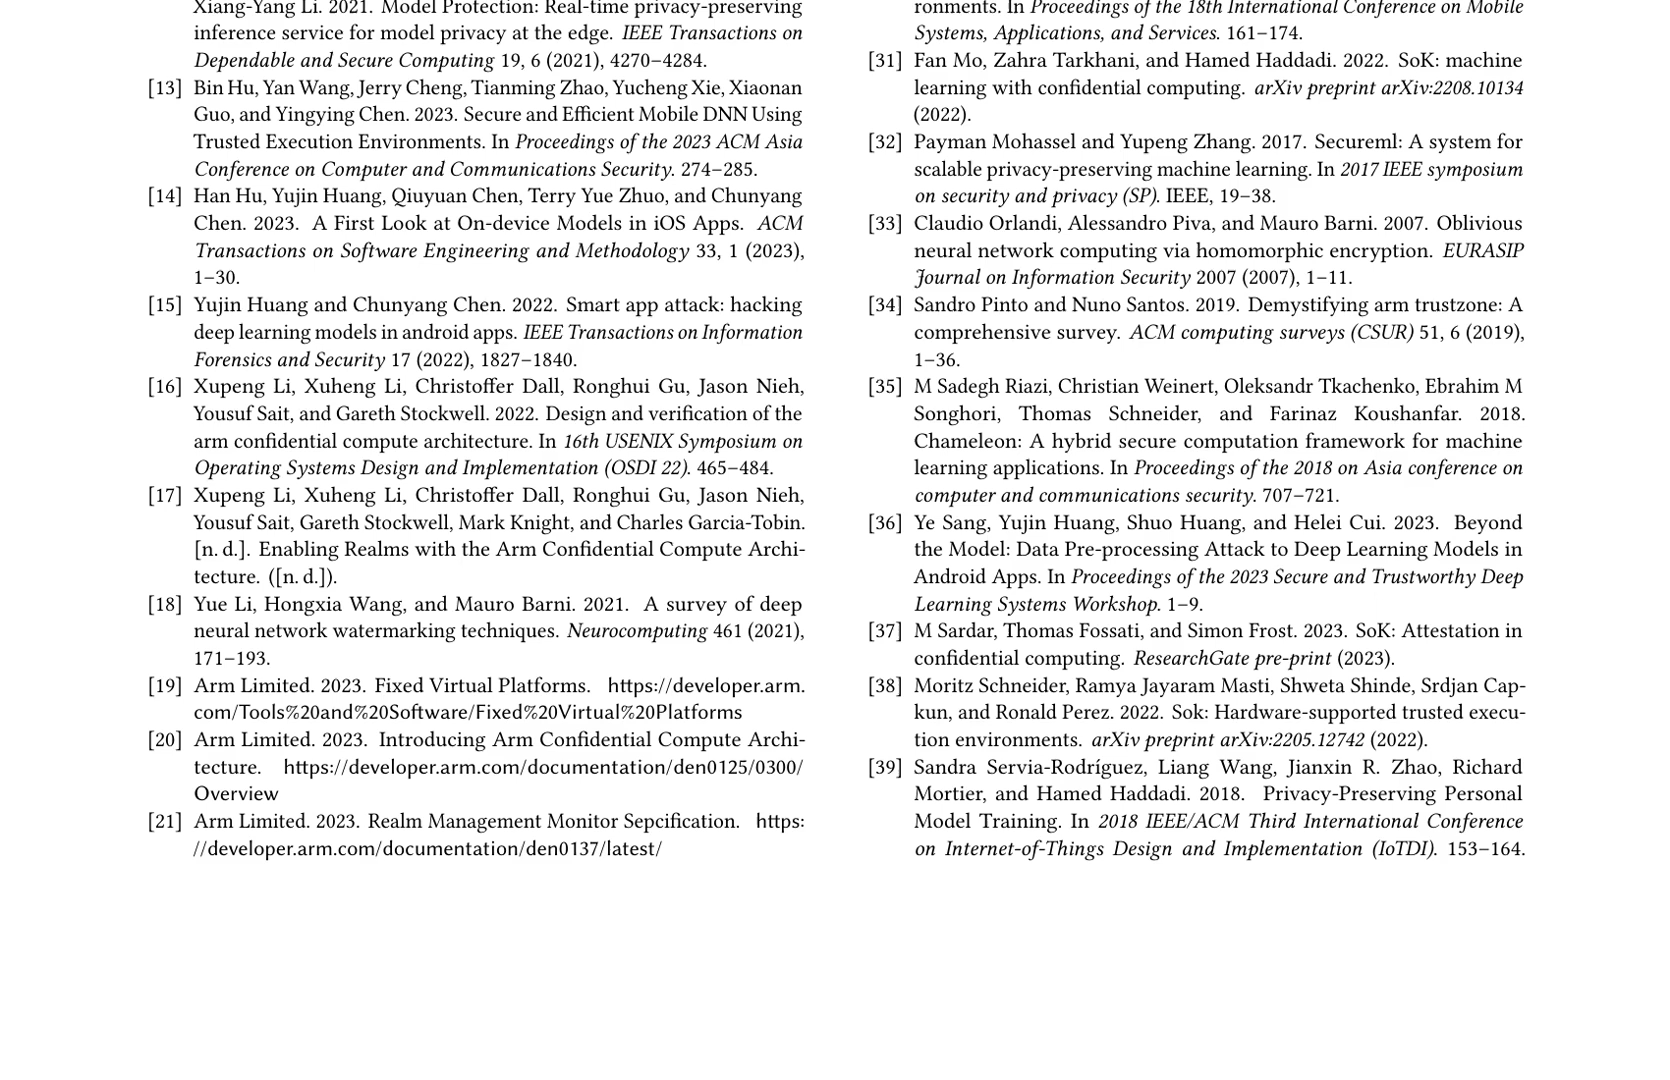 Xiang-Yang Li. 2021. Model Protection: Real-time privacy-preserving
inference service for model privacy at the edge. IEEE Transactions on
Dependable and Secure Computing 19, 6 (2021), 4270–4284.
[13] Bin Hu, Yan Wang, Jerry Cheng, Tianming Zhao, Yucheng Xie, Xiaonan
Guo, and Yingying Chen. 2023. Secure and Efficient Mobile DNN Using
Trusted Execution Environments. In Proceedings of the 2023 ACM Asia
Conference on Computer and Communications Security. 274–285.
[14] Han Hu, Yujin Huang, Qiuyuan Chen, Terry Yue Zhuo, and Chunyang
Chen. 2023. A First Look at On-device Models in iOS Apps. ACM
Transactions on Software Engineering and Methodology 33, 1 (2023),
1–30.
[15] Yujin Huang and Chunyang Chen. 2022. Smart app attack: hacking
deep learning models in android apps. IEEE Transactions on Information
Forensics and Security 17 (2022), 1827–1840.
[16] Xupeng Li, Xuheng Li, Christoffer Dall, Ronghui Gu, Jason Nieh,
Yousuf Sait, and Gareth Stockwell. 2022. Design and verification of the
arm confidential compute architecture. In 16th USENIX Symposium on
Operating Systems Design and Implementation (OSDI 22). 465–484.
[17] Xupeng Li, Xuheng Li, Christoffer Dall, Ronghui Gu, Jason Nieh,
Yousuf Sait, Gareth Stockwell, Mark Knight, and Charles Garcia-Tobin.
[n. d.]. Enabling Realms with the Arm Confidential Compute Archi-
tecture. ([n. d.]).
[18] Yue Li, Hongxia Wang, and Mauro Barni. 2021. A survey of deep
neural network watermarking techniques. Neurocomputing 461 (2021),
171–193.
[19] Arm Limited. 2023. Fixed Virtual Platforms. https://developer.arm.
com/Tools%20and%20Software/Fixed%20Virtual%20Platforms
[20] Arm Limited. 2023. Introducing Arm Confidential Compute Archi-
tecture. https://developer.arm.com/documentation/den0125/0300/
Overview
[21] Arm Limited. 2023. Realm Management Monitor Sepcification. https:
//developer.arm.com/documentation/den0137/latest/
ronments. In Proceedings of the 18th International Conference on Mobile
Systems, Applications, and Services. 161–174.
[31] Fan Mo, Zahra Tarkhani, and Hamed Haddadi. 2022. SoK: machine
learning with confidential computing. arXiv preprint arXiv:2208.10134
(2022).
[32] Payman Mohassel and Yupeng Zhang. 2017. Secureml: A system for
scalable privacy-preserving machine learning. In 2017 IEEE symposium
on security and privacy (SP). IEEE, 19–38.
[33] Claudio Orlandi, Alessandro Piva, and Mauro Barni. 2007. Oblivious
neural network computing via homomorphic encryption. EURASIP
Journal on Information Security 2007 (2007), 1–11.
[34] Sandro Pinto and Nuno Santos. 2019. Demystifying arm trustzone: A
comprehensive survey. ACM computing surveys (CSUR) 51, 6 (2019),
1–36.
[35] M Sadegh Riazi, Christian Weinert, Oleksandr Tkachenko, Ebrahim M
Songhori, Thomas Schneider, and Farinaz Koushanfar. 2018.
Chameleon: A hybrid secure computation framework for machine
learning applications. In Proceedings of the 2018 on Asia conference on
computer and communications security. 707–721.
[36] Ye Sang, Yujin Huang, Shuo Huang, and Helei Cui. 2023. Beyond
the Model: Data Pre-processing Attack to Deep Learning Models in
Android Apps. In Proceedings of the 2023 Secure and Trustworthy Deep
Learning Systems Workshop. 1–9.
[37] M Sardar, Thomas Fossati, and Simon Frost. 2023. SoK: Attestation in
confidential computing. ResearchGate pre-print (2023).
[38] Moritz Schneider, Ramya Jayaram Masti, Shweta Shinde, Srdjan Cap-
kun, and Ronald Perez. 2022. Sok: Hardware-supported trusted execu-
tion environments. arXiv preprint arXiv:2205.12742 (2022).
[39] Sandra Servia-Rodríguez, Liang Wang, Jianxin R. Zhao, Richard
Mortier, and Hamed Haddadi. 2018. Privacy-Preserving Personal
Model Training. In 2018 IEEE/ACM Third International Conference
on Internet-of-Things Design and Implementation (IoTDI). 153–164.